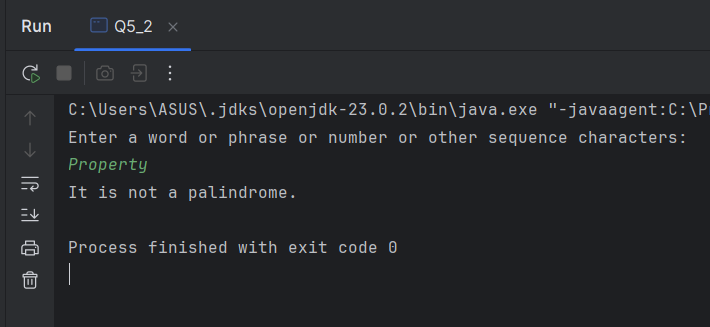 Run Q5_2
C:\Users\ASUS\.jdks\openjdk-23.0.2\bin\java.exe "-javaagent:C:\P
Enter a word or phrase or number or other sequence characters:
Property
It is not a palindrome.
Process finished with exit code 0